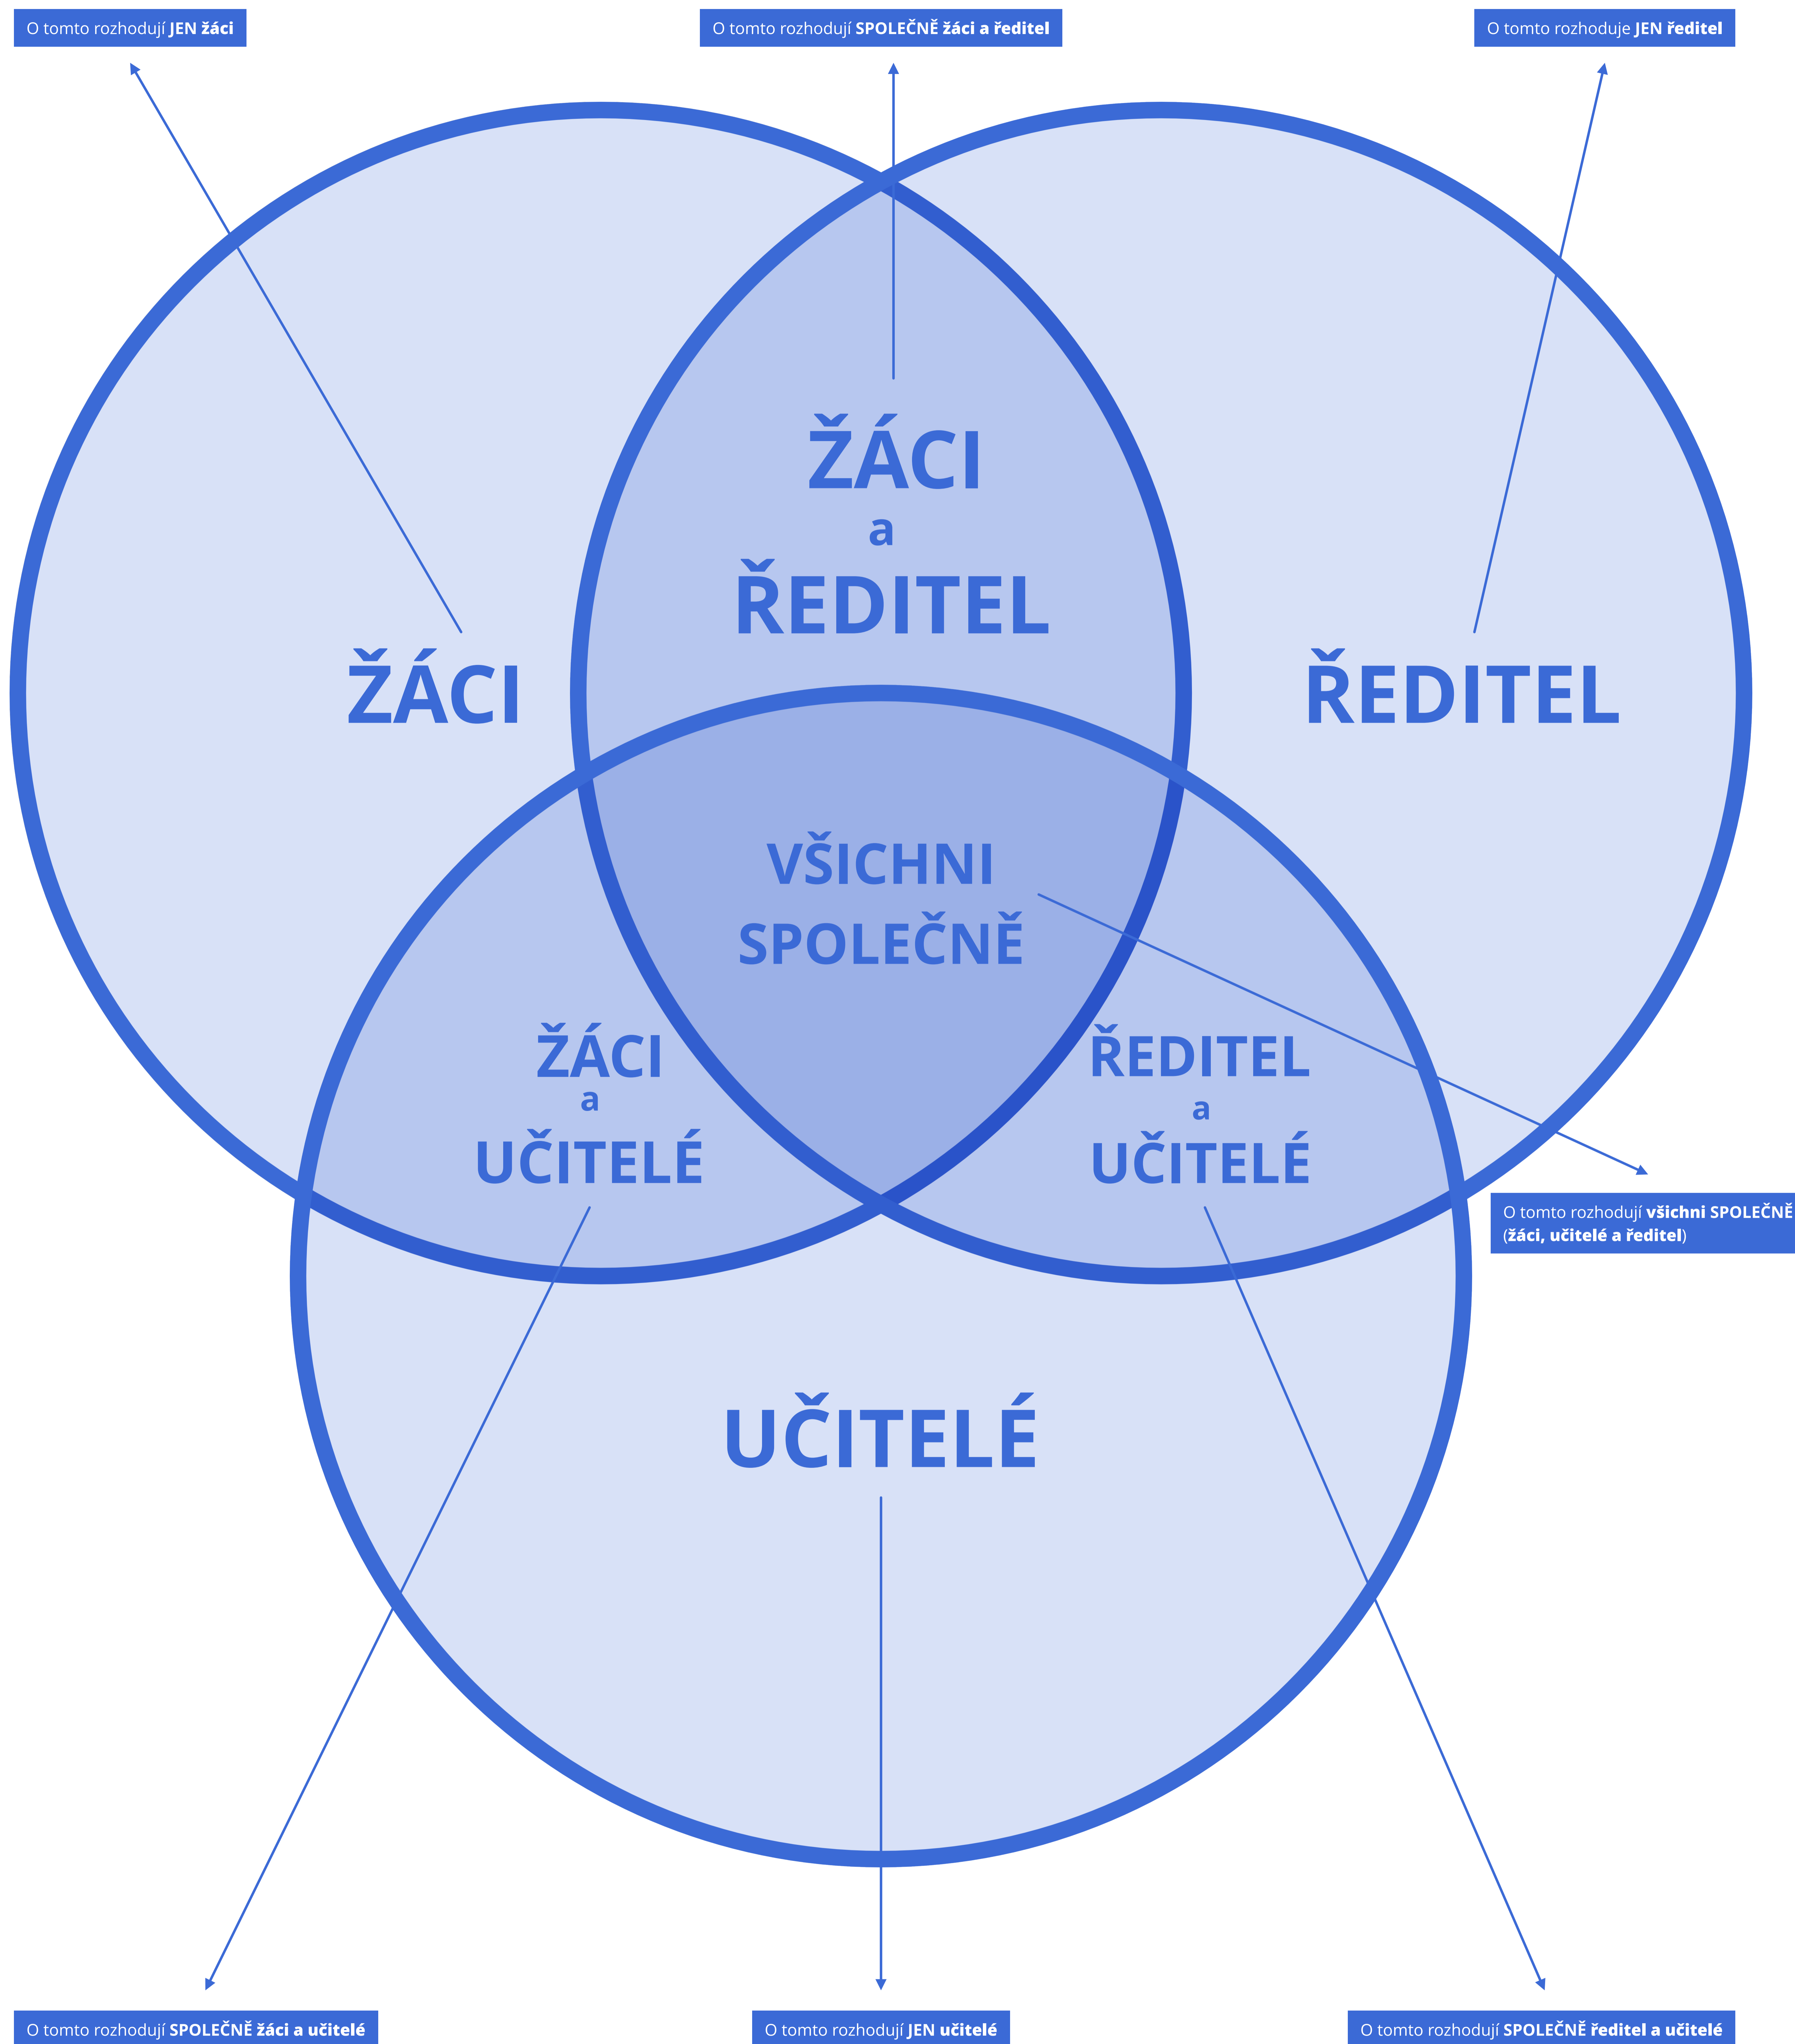 O tomto rozhodují JEN žáci
O tomto rozhodují SPOLEČNĚ žáci a ředitel
O tomto rozhoduje JEN ředitel
ŽÁCI
a
ŘEDITEL
ŽÁCI
ŘEDITEL
VŠICHNI
SPOLEČNĚ
ŽÁCI
a
UČITELÉ
ŘEDITEL
a
UČITELÉ
O tomto rozhodují všichni SPOLEČNĚ
(žáci, učitelé a ředitel)
UČITELÉ
O tomto rozhodují SPOLEČNĚ žáci a učitelé
O tomto rozhodují JEN učitelé
O tomto rozhodují SPOLEČNĚ ředitel a učitelé